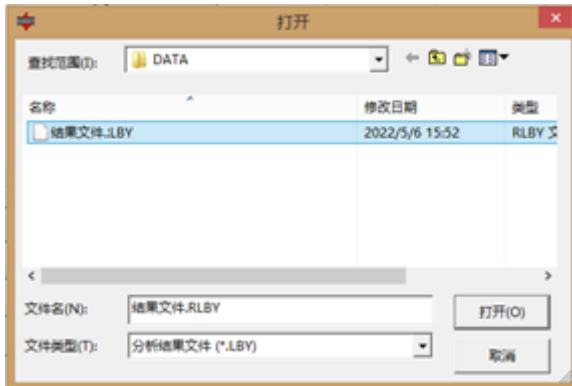 打开
查找范围(I):
DATA
名称
修改日期
类型
结果文件.ILBY
2022/5/6 15:52
RLBY 文
文件名(N):
结果文件.RLBY
打开(O)
文件类型(T):
分析结果文件 (*.LBY)
取消